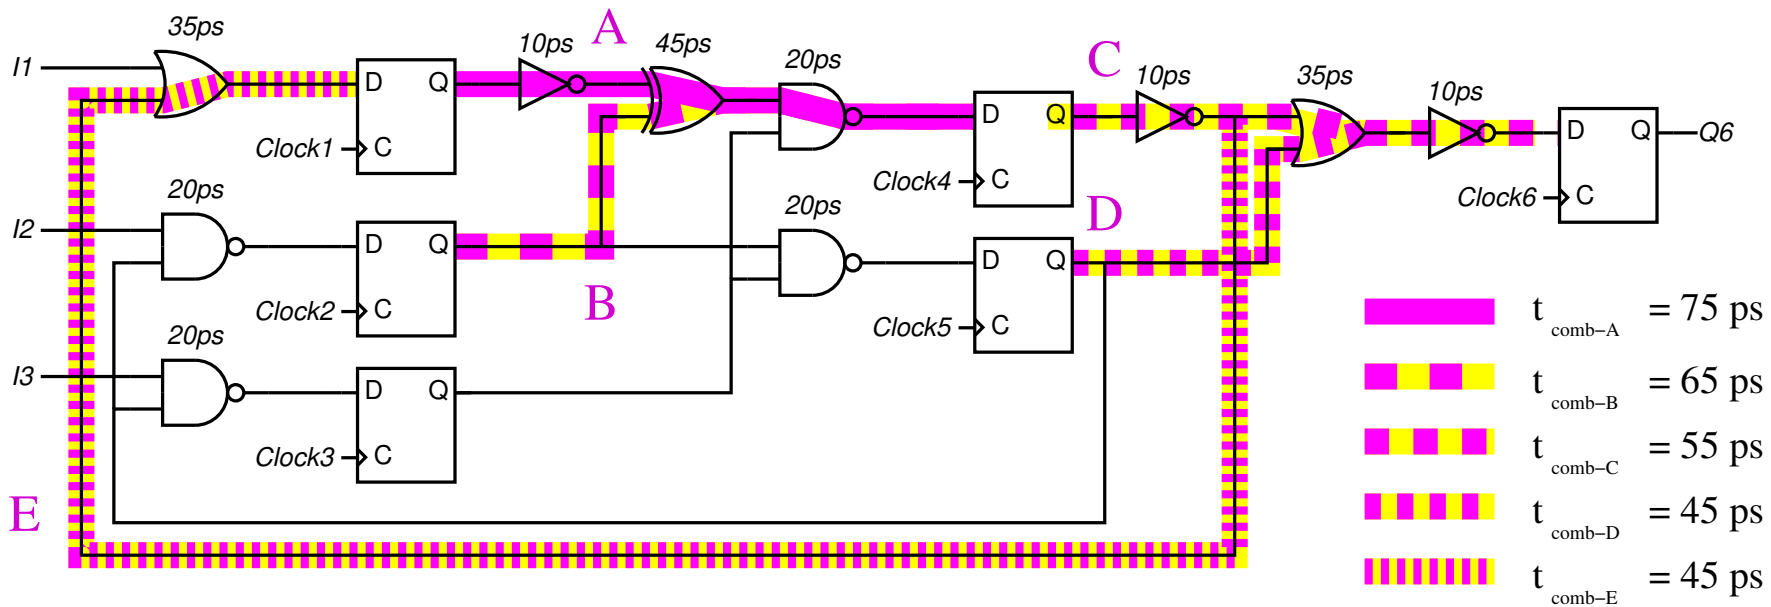 35ps
10ps
A
45ps
20ps
C
10ps
35ps
10ps
I1
D Q
Clock1
C
D Q
Clock4
C
D Q
Q6
Clock6
C
20ps
I2
D Q
Clock2
C
B
20ps
D
D Q
Clock5
C
20ps
I3
D Q
Clock3
C
E
t comb–A = 75 ps
t comb–B = 65 ps
t comb–C = 55 ps
t comb–D = 45 ps
t comb–E = 45 ps